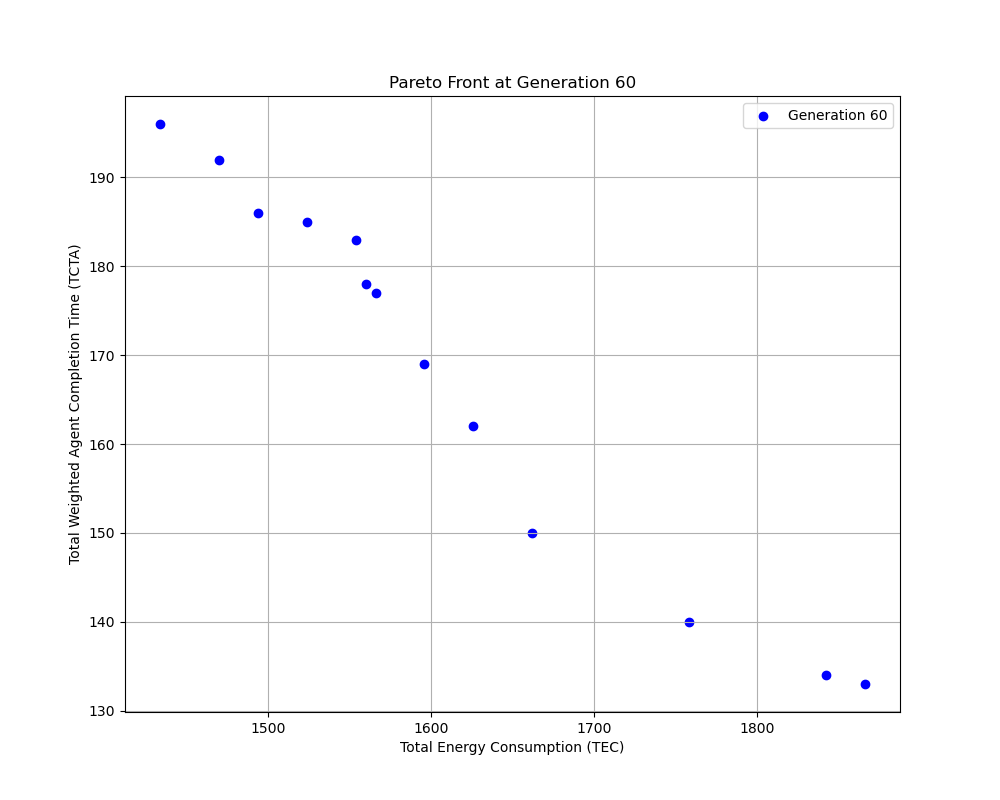 Pareto Front at Generation 60
Generation 60
190
180
170
160
150
140
130
Total Weighted Agent Completion Time (TCTA)
1500 1600 1700 1800
Total Energy Consumption (TEC)